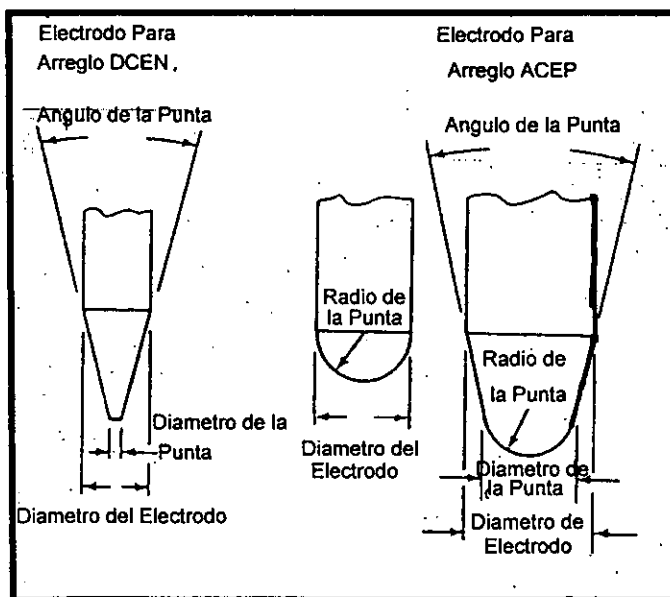 Electrodo Para
Arreglo DCEN.
Angulo de la Punta
Diametro de la
Punta
Diametro del Electrodo
Radio de
la Punta
Diametro del
Electrodo
Electrodo Para
Arreglo ACEP
Angulo de la Punta
Radio de
la Punta
Diametro de
la Punta
Diametro de
Electrodo